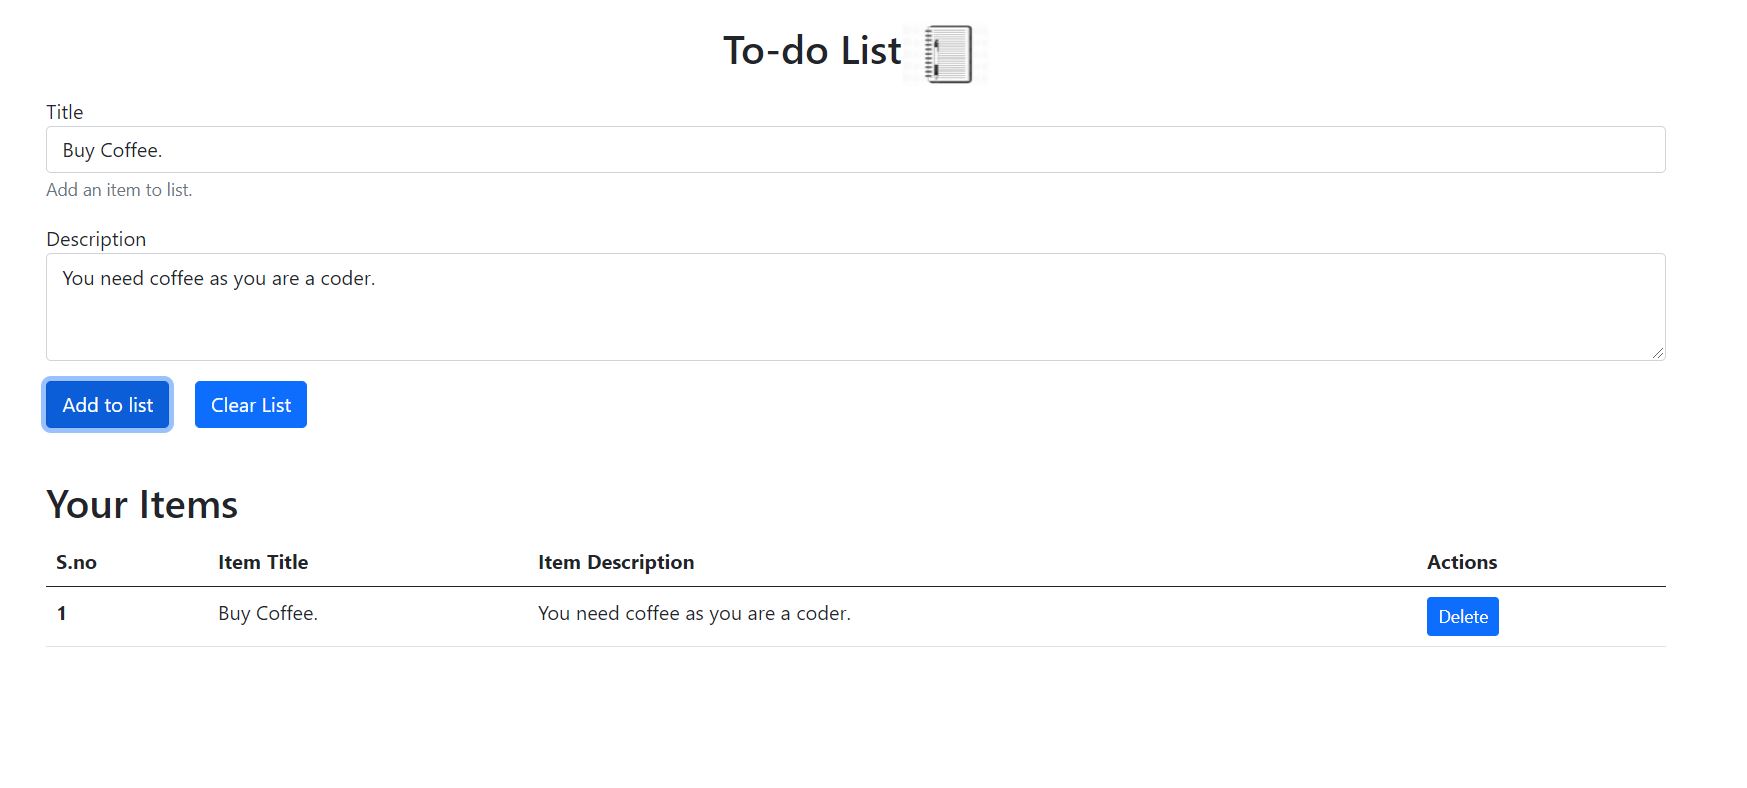 To-do List
Title
Buy Coffee.
Add an item to list.
Description
You need coffee as you are a coder.
Add to list Clear List
Your Items
S.no Item Title Item Description Actions
1 Buy Coffee. You need coffee as you are a coder. Delete